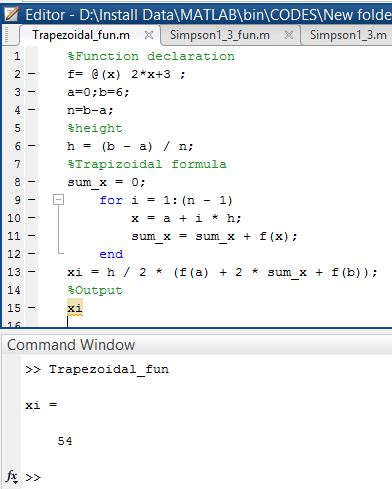 Editor - D:\Install Data\MATLAB\bin\CODES\New folde
Trapezoidal_fun.m × Simpson1_3_fun.m × Simpson1_3.m
1 %Function declaration
2 - f= @(x) 2*x+3 ;
3 - a=0;b=6;
4 - n=b-a;
5 %height
6 - h = (b - a) / n;
7 %Trapizoidal formula
8 - sum_x = 0;
9 - for i = 1:(n - 1)
10 - x = a + i * h;
11 - sum_x = sum_x + f(x);
12 - end
13 - xi = h / 2 * (f(a) + 2 * sum_x + f(b));
14 %Output
15 - xi
16
Command Window
>> Trapezoidal_fun
xi =
54
fx >>